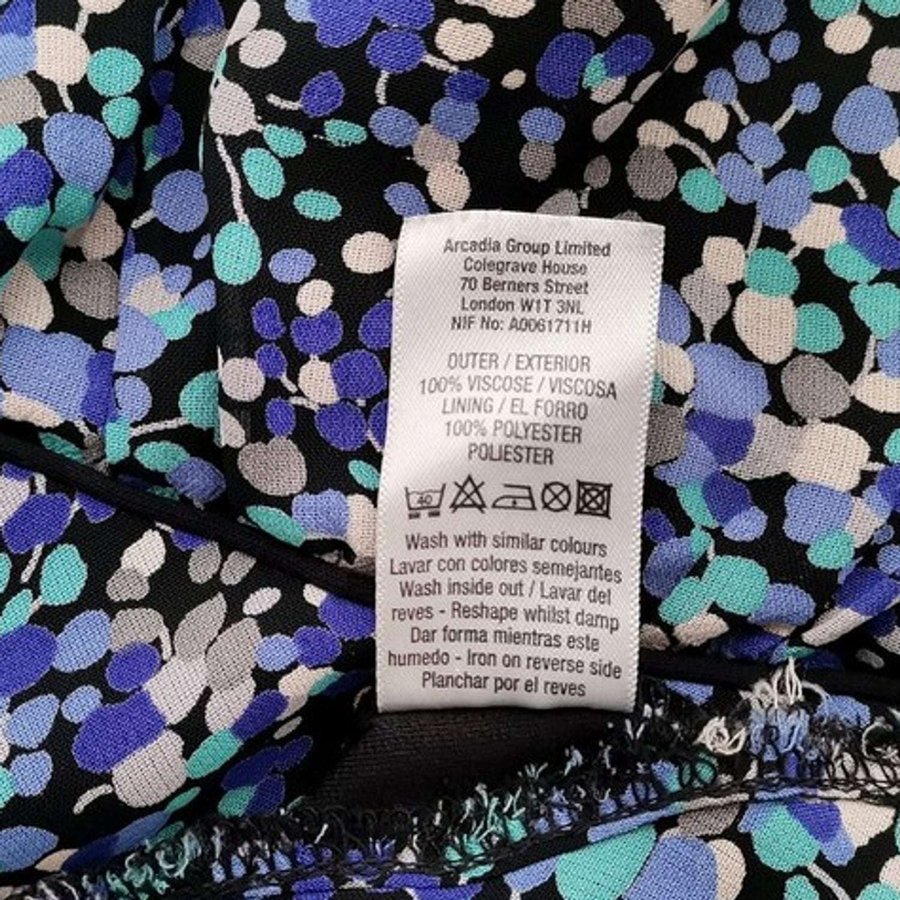 Arcadia Group Limited
Colegrave House
70 Berners Street
London W1T 3NL
NIF No: A0061711H
OUTER / EXTERIOR
100% VISCOSE / VISCOSA
LINING / EL FORRO
100% POLYESTER
POLIESTER
40
Wash with similar colours
Lavar con colores semejantes
Wash inside out / Lavar del
reves - Reshape whilst damp
Dar forma mientras este
humedo - Iron on reverse side
Planchar por el reves